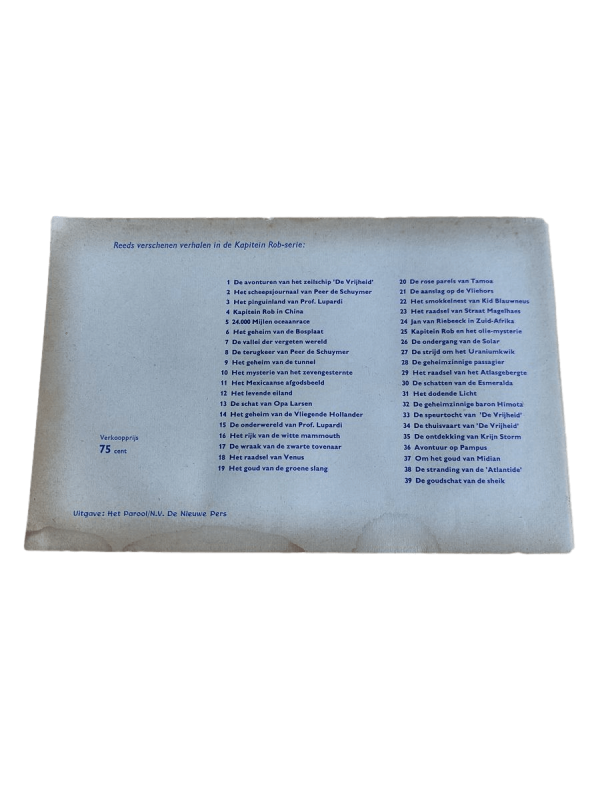 Reeds verschenen verhalen in de Kapitein Rob-serie:
1 De avonturen van het zeilschip 'De Vrijheid'
2 Het scheepsjournaal van Peer de Schuymer
3 Het pinguinland van Prof. Lupardi
4 Kapitein Rob in China
5 24.000 Mijlen oceaanrace
6 Het geheim van de Bosplaat
7 De vallei der vergeten wereld
8 De terugkeer van Peer de Schuymer
9 Het geheim van de tunnel
10 Het mysterie van het zevengesternte
11 Het Mexicaanse afgodsbeeld
12 Het levende eiland
13 De schat van Opa Larsen
14 Het geheim van de Vliegende Hollander
15 De onderwereld van Prof. Lupardi
16 Het rijk van de witte mammouth
17 De wraak van de zwarte tovenaar
18 Het raadsel van Venus
19 Het goud van de groene slang
20 De rose parels van Tamoa
21 De aanslag op de Vliehors
22 Het smokkelnest van Kid Blauwneus
23 Het raadsel van Straat Magelhaes
24 Jan van Riebeeck in Zuid-Afrika
25 Kapitein Rob en het olie-mysterie
26 De ondergang van de Solar
27 De strijd om het Uraniumkwik
28 De geheimzinnige passagier
29 Het raadsel van het Atlasgebergte
30 De schatten van de Esmeralda
31 Het dodende Licht
32 De geheimzinnige baron Himota
33 De speurtocht van 'De Vrijheid'
34 De thuisvaart van 'De Vrijheid'
35 De ontdekking van Krijn Storm
36 Avontuur op Pampus
37 Om het goud van Midian
38 De stranding van de 'Atlantide'
39 De goudschat van de sheik
Verkoopprijs
75 cent
Uitgave: Het Parool/N.V. De Nieuwe Pers